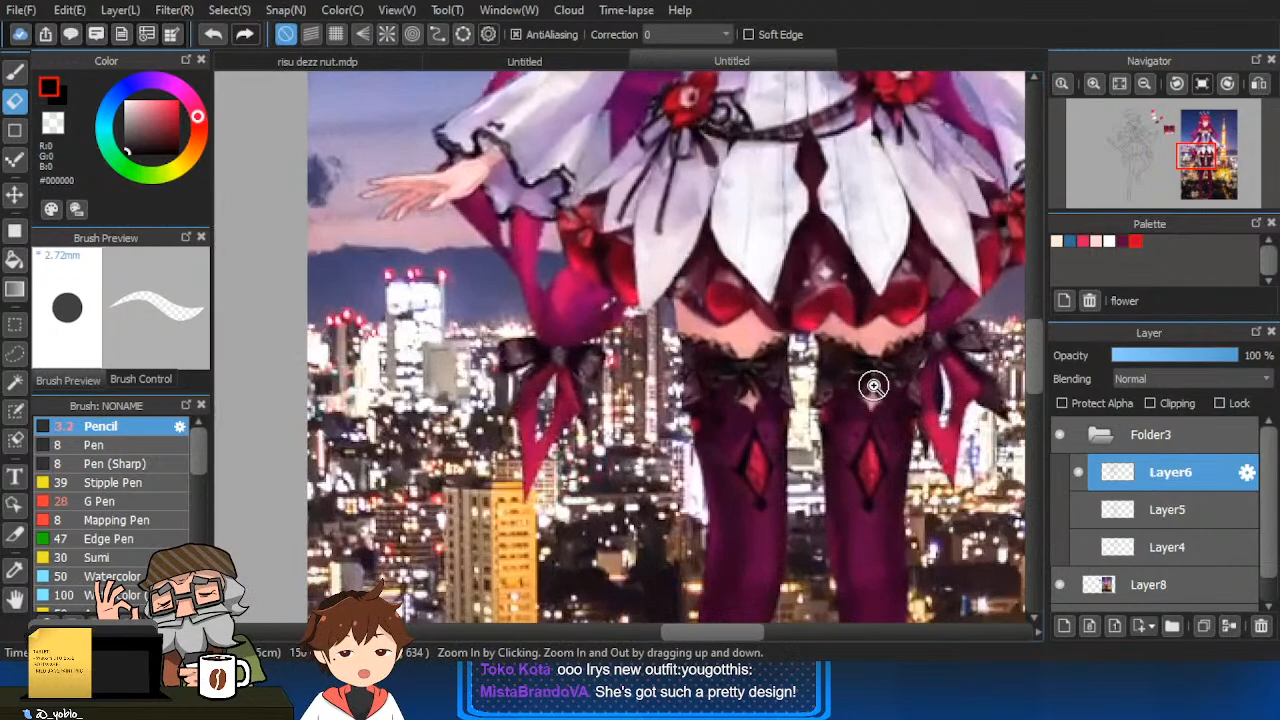 File(F) Edit(E) Layer(L) Filter(R) Select(S) Snap(N) Color(C) View(V) Tool(T) Window(W) Cloud Time-lapse Help
AntiAliasing Correction 0 Soft Edge
Color
risu dezz nut.mdp Untitled Untitled
Navigator
R:0
G:0
B:0
#000000
Palette
Brush Preview
* 2.72mm
flower
Layer
Opacity 100 %
Blending Normal
Protect Alpha Clipping Lock
Brush Preview Brush Control
Brush: NONAME
3.2 Pencil
8 Pen
8 Pen (Sharp)
39 Stipple Pen
28 G Pen
8 Mapping Pen
47 Edge Pen
30 Sumi
50 Watercolor
100 Watercolor
Folder3
Layer6
Layer5
Layer4
Layer8
Zoom In by Clicking. Zoom In and Out by dragging up and down.
TABLET:
Toko Kota ooo Irys new outfit:yougotthis:
MistaBrandoVA She's got such a pretty design!